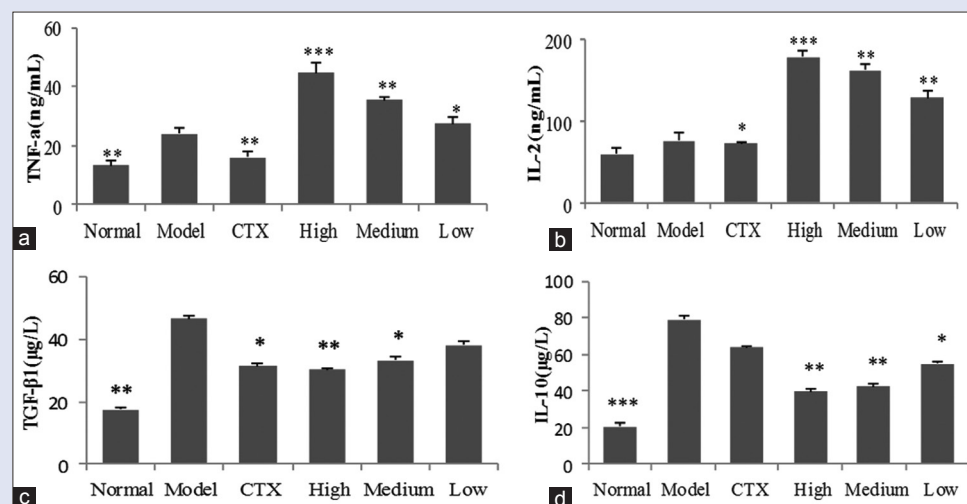 60
40
20
0
TNF-a(ng/mL)
**
**
***
**
*
Normal Model CTX High Medium Low
a
200
100
0
IL-2(ng/mL)
*
***
**
**
Normal Model CTX High Medium Low
b
60
40
20
0
TGF-β1(μg/L)
**
*
**
*
Normal Model CTX High Medium Low
c
100
80
60
40
20
0
IL-10(μg/L)
***
**
**
*
Normal Model CTX High Medium Low
d